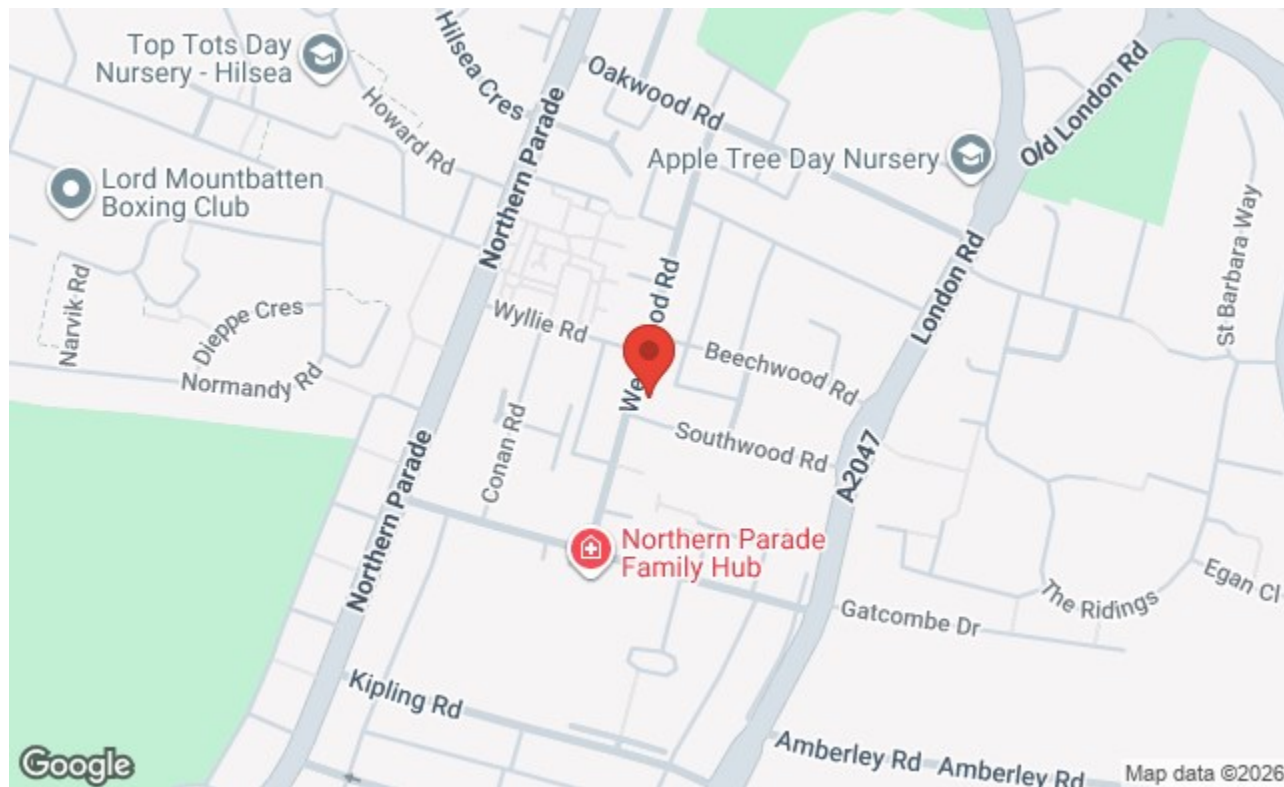 Top Tots Day
Nursery - Hilsea
Hilsea Cres
Oakwood Rd
Old London Rd
Howard Rd
Northern Parade
Apple Tree Day Nursery
Lord Mountbatten
Boxing Club
St Barbara Way
London Rd
Narvik Rd
Dieppe Cres
Normandy Rd
Wyllie Rd
Beechwood Rd
Conan Rd
Southwood Rd
A2047
Northern Parade
Northern Parade
Family Hub
Egan Cl
The Ridings
Gatcombe Dr
Kipling Rd
Amberley Rd
Amberley Rd
Google
Map data ©2026